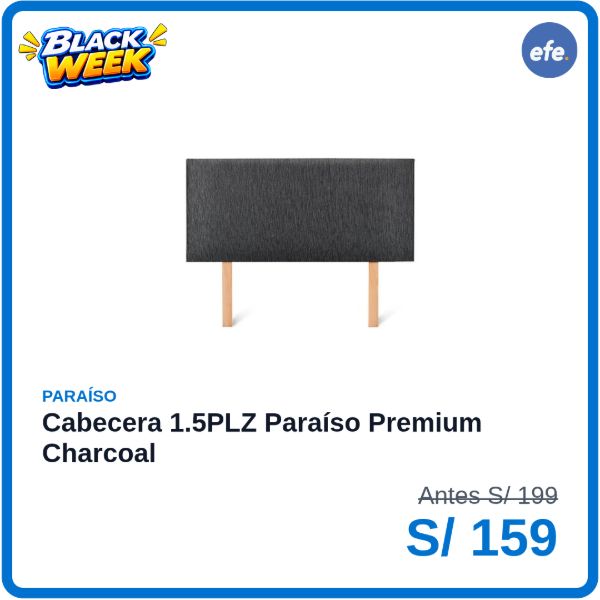 BLACK
WEEK
efe.
PARAÍSO
Cabecera 1.5PLZ Paraíso Premium
Charcoal
Antes S/ 199
S/ 159